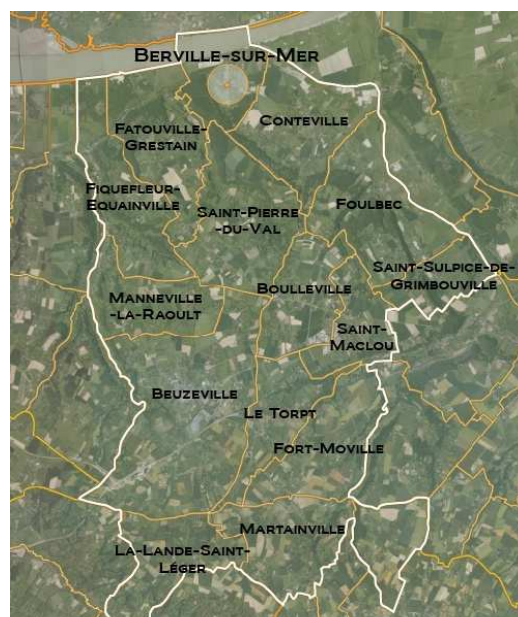 BERVILLE-SUR-MER
CONTEVILLE
FATOUVILLE-
GRESTAIN
FIQUEFLEUR-
EQUAINVILLE
SAINT-PIERRE
-DU-VAL
FOULBEC
SAINT-SULPICE-DE-
GRIMBOUVILLE
BOULLEVILLE
MANNEVILLE
-LA-RAOULT
SAINT-
MACLOU
BEUZEVILLE
LE TORPT
FORT-MOVILLE
MARTAINVILLE
LA-LANDE-SAINT-
LÉGER